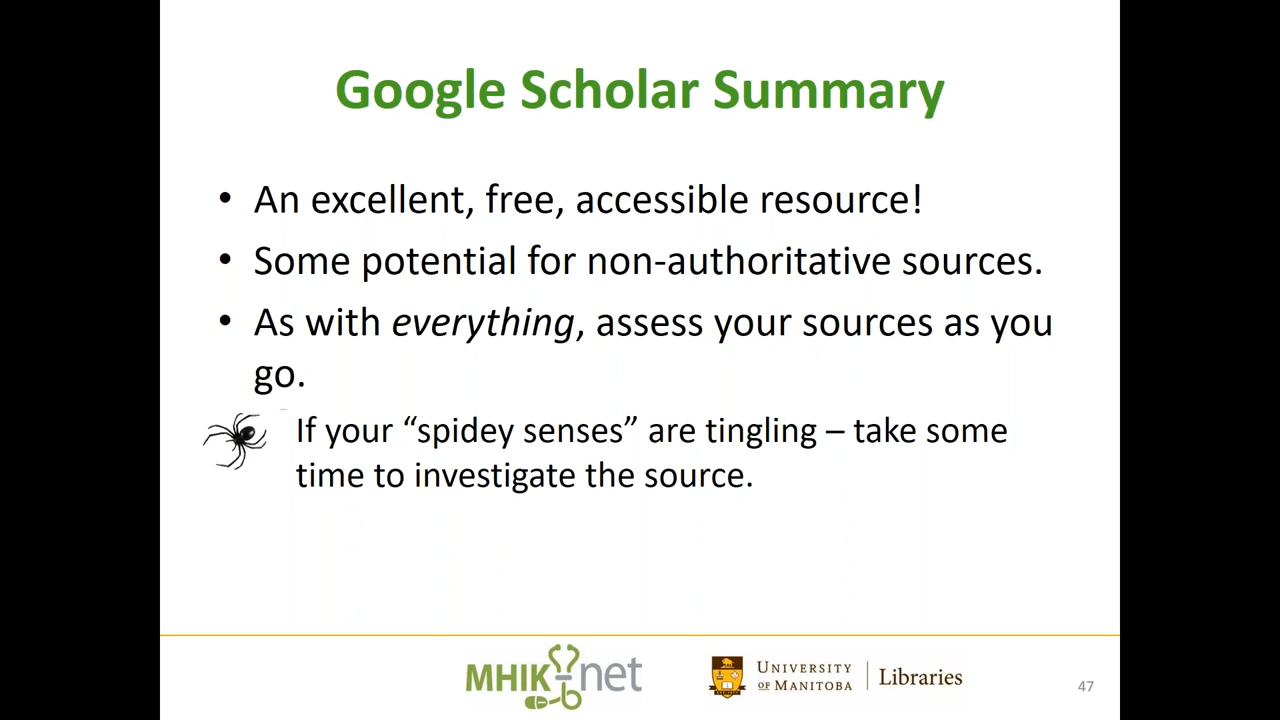 Google Scholar Summary
• An excellent, free, accessible resource!
• Some potential for non-authoritative sources.
• As with everything, assess your sources as you
go.
If your “spidey senses” are tingling – take some
time to investigate the source.
MHIKnet
UNIVERSITY
OF MANITOBA
Libraries
47